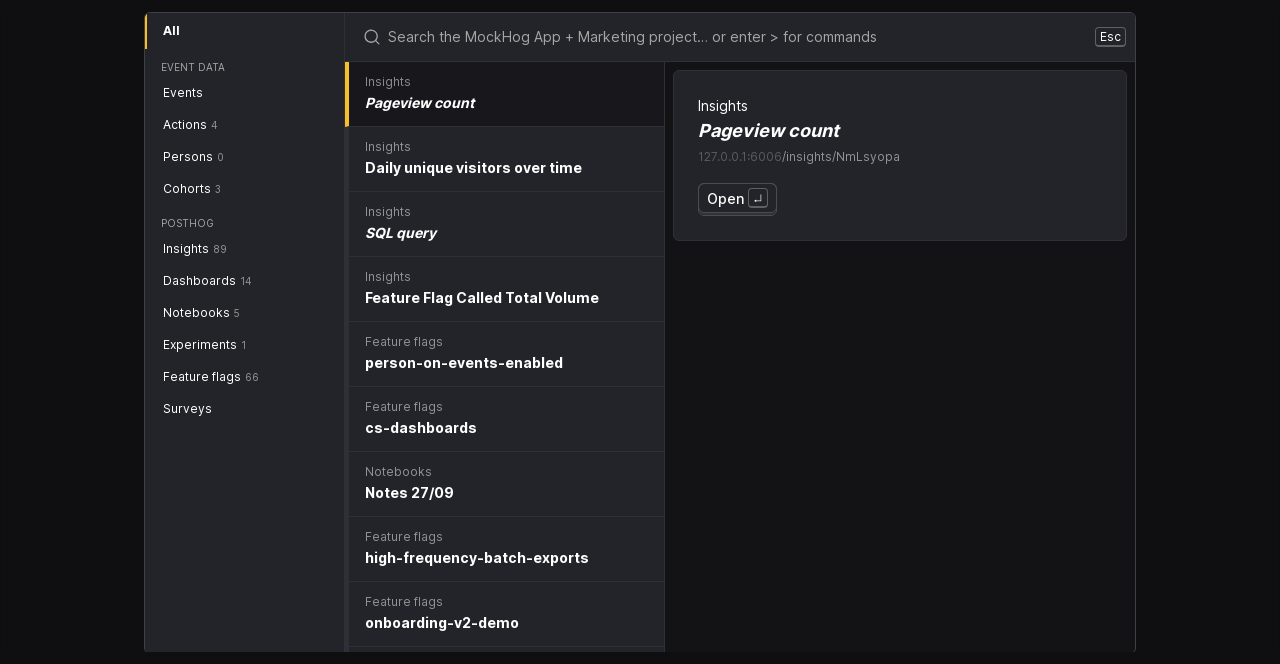 All
EVENT DATA
Events
Actions 4
Persons 0
Cohorts 3
POSTHOG
Insights 89
Dashboards 14
Notebooks 5
Experiments 1
Feature flags 66
Surveys
Search the MockHog App + Marketing project… or enter > for commands
Esc
Insights
Pageview count
Insights
Daily unique visitors over time
Insights
SQL query
Insights
Feature Flag Called Total Volume
Feature flags
person-on-events-enabled
Feature flags
cs-dashboards
Notebooks
Notes 27/09
Feature flags
high-frequency-batch-exports
Feature flags
onboarding-v2-demo
Insights
Pageview count
127.0.0.1:6006/insights/NmLsyopa
Open ↵